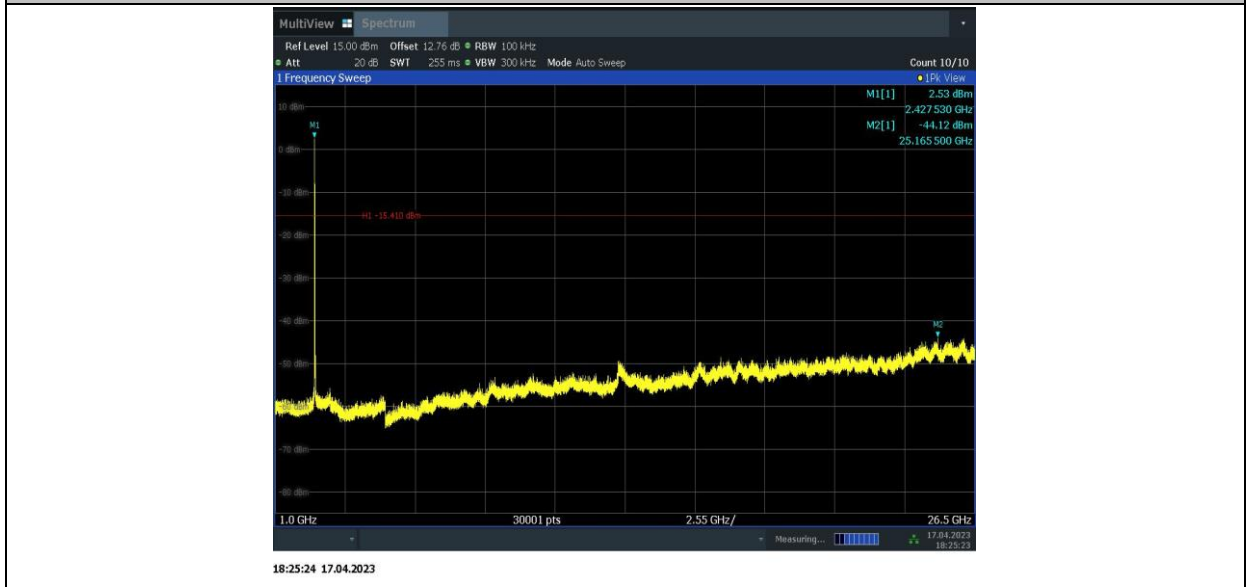 MultiView Spectrum
Ref Level 15.00 dBm Offset 12.76 dB RBW 100 kHz
Att 20 dB SWT 255 ms VBW 300 kHz Mode Auto Sweep Count 10/10
1 Frequency Sweep 1Pk View
M1[1] 2.53 dBm
10 dBm
2.427 530 GHz
M1
M2[1] -44.12 dBm
0 dBm
25.165 500 GHz
-10 dBm
H1 -15.410 dBm
-20 dBm
-30 dBm
-40 dBm
M2
-50 dBm
-60 dBm
-70 dBm
-80 dBm
1.0 GHz 30001 pts 2.55 GHz/ 26.5 GHz
Measuring... 17.04.2023
18:25:23
18:25:24 17.04.2023